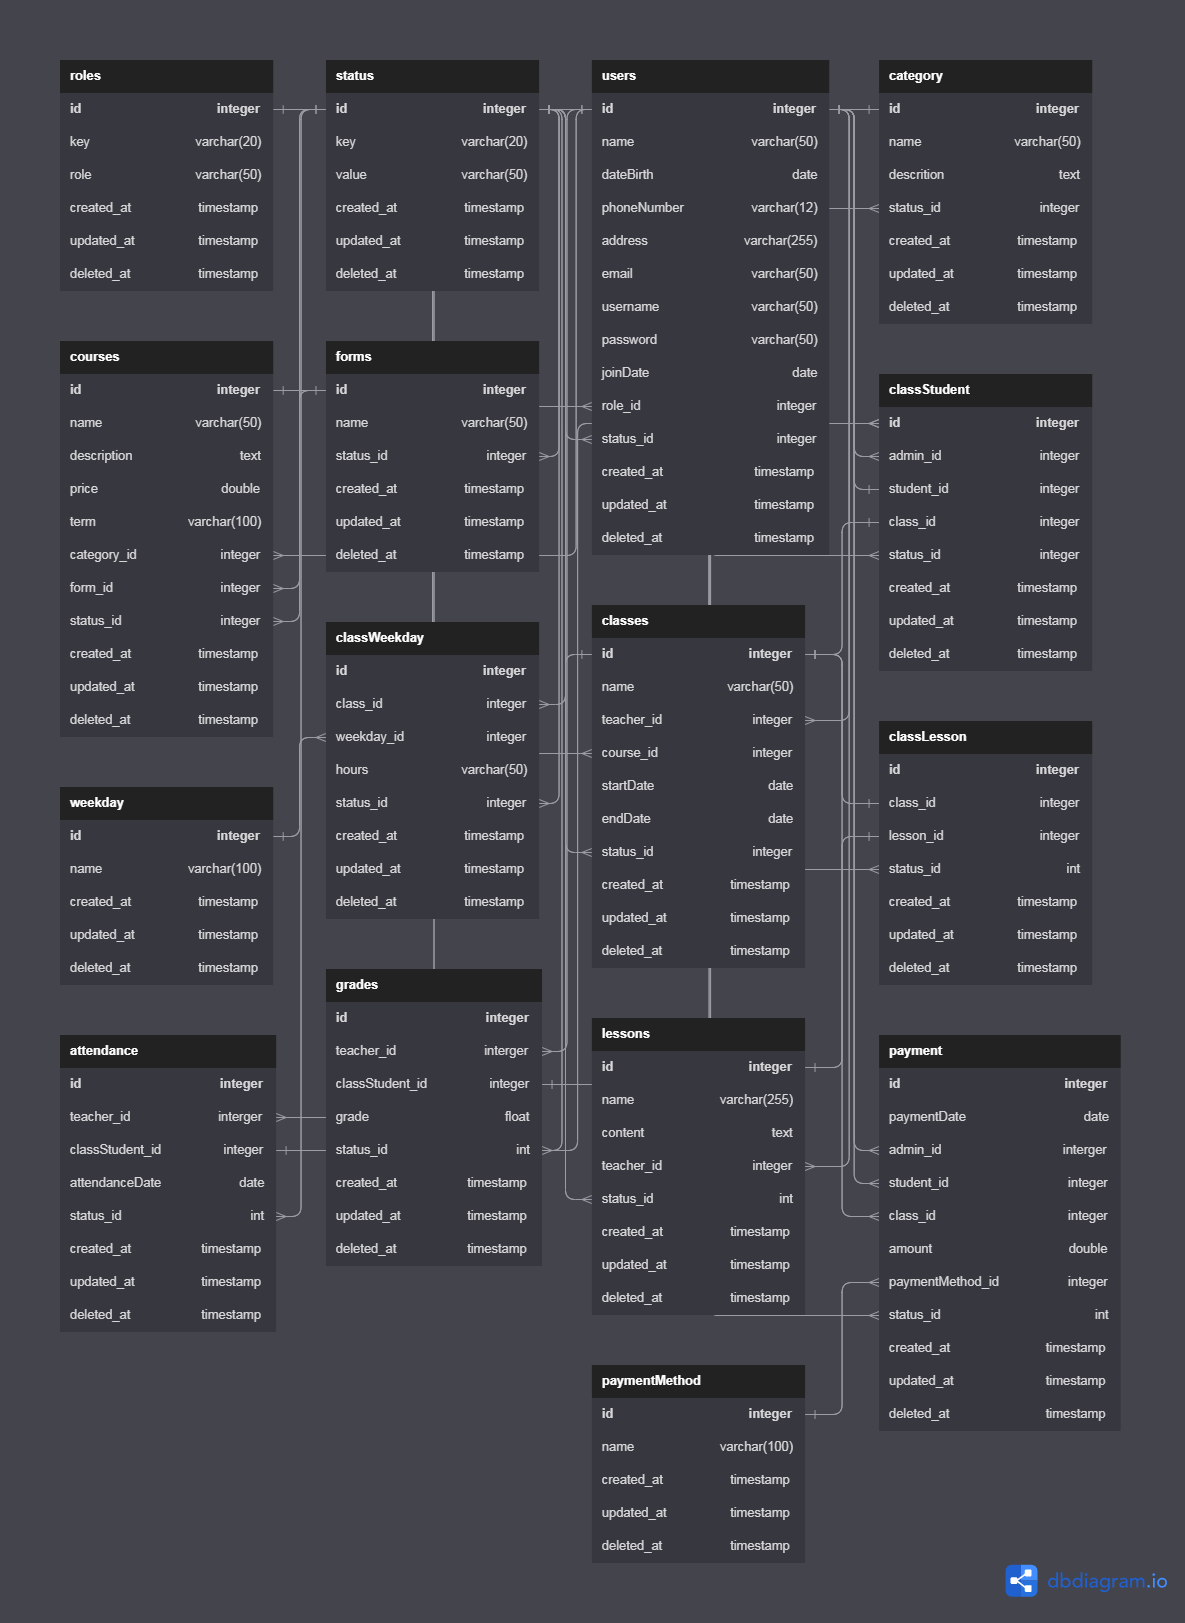 roles
id integer
key varchar(20)
role varchar(50)
created_at timestamp
updated_at timestamp
deleted_at timestamp
status
id integer
key varchar(20)
value varchar(50)
created_at timestamp
updated_at timestamp
deleted_at timestamp
users
id integer
name varchar(50)
dateBirth date
phoneNumber varchar(12)
address varchar(255)
email varchar(50)
username varchar(50)
password varchar(50)
joinDate date
role_id integer
status_id integer
created_at timestamp
updated_at timestamp
deleted_at timestamp
category
id integer
name varchar(50)
descrition text
status_id integer
created_at timestamp
updated_at timestamp
deleted_at timestamp
courses
id integer
name varchar(50)
description text
price double
term varchar(100)
category_id integer
form_id integer
status_id integer
created_at timestamp
updated_at timestamp
deleted_at timestamp
forms
id integer
name varchar(50)
status_id integer
created_at timestamp
updated_at timestamp
deleted_at timestamp
classStudent
id integer
admin_id integer
student_id integer
class_id integer
status_id integer
created_at timestamp
updated_at timestamp
deleted_at timestamp
classWeekday
id integer
class_id integer
weekday_id integer
hours varchar(50)
status_id integer
created_at timestamp
updated_at timestamp
deleted_at timestamp
classes
id integer
name varchar(50)
teacher_id integer
course_id integer
startDate date
endDate date
status_id integer
created_at timestamp
updated_at timestamp
deleted_at timestamp
classLesson
id integer
class_id integer
lesson_id integer
status_id int
created_at timestamp
updated_at timestamp
deleted_at timestamp
weekday
id integer
name varchar(100)
created_at timestamp
updated_at timestamp
deleted_at timestamp
grades
id integer
teacher_id interger
classStudent_id integer
grade float
status_id int
created_at timestamp
updated_at timestamp
deleted_at timestamp
attendance
id integer
teacher_id interger
classStudent_id integer
attendanceDate date
status_id int
created_at timestamp
updated_at timestamp
deleted_at timestamp
lessons
id integer
name varchar(255)
content text
teacher_id integer
status_id int
created_at timestamp
updated_at timestamp
deleted_at timestamp
payment
id integer
paymentDate date
admin_id interger
student_id integer
class_id integer
amount double
paymentMethod_id integer
status_id int
created_at timestamp
updated_at timestamp
deleted_at timestamp
paymentMethod
id integer
name varchar(100)
created_at timestamp
updated_at timestamp
deleted_at timestamp
dbdiagram.io